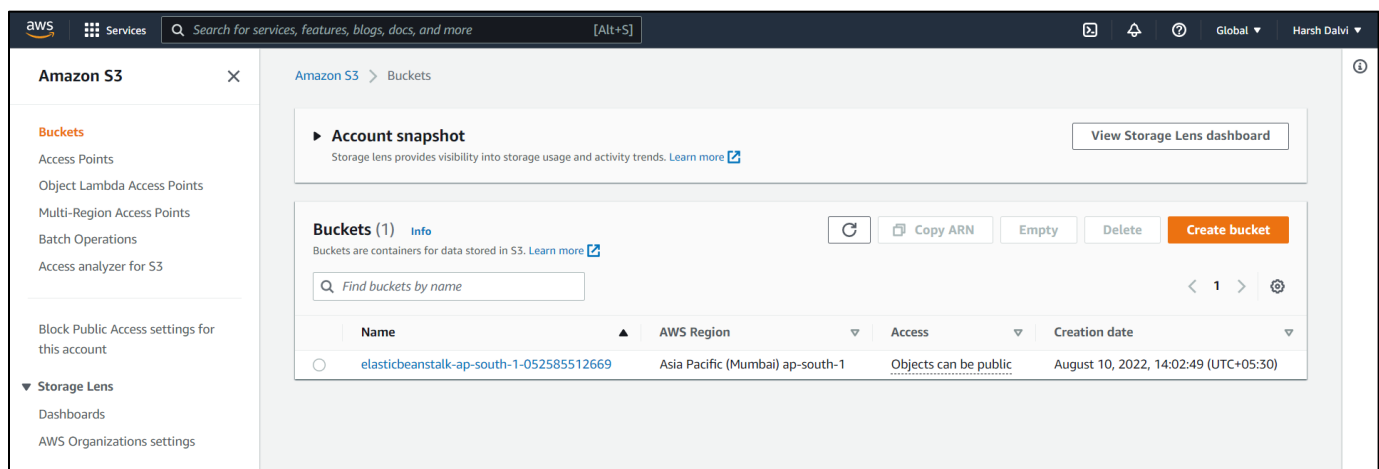 aws Services Search for services, features, blogs, docs, and more [Alt+S] Global Harsh Dalvi
Amazon S3
Buckets
Access Points
Object Lambda Access Points
Multi-Region Access Points
Batch Operations
Access analyzer for S3
Block Public Access settings for
this account
Storage Lens
Dashboards
AWS Organizations settings
Amazon S3 > Buckets
Account snapshot View Storage Lens dashboard
Storage lens provides visibility into storage usage and activity trends. Learn more
Buckets (1) Info Copy ARN Empty Delete Create bucket
Buckets are containers for data stored in S3. Learn more
Find buckets by name < 1 >
Name AWS Region Access Creation date
elasticbeanstalk-ap-south-1-052585512669 Asia Pacific (Mumbai) ap-south-1 Objects can be public August 10, 2022, 14:02:49 (UTC+05:30)